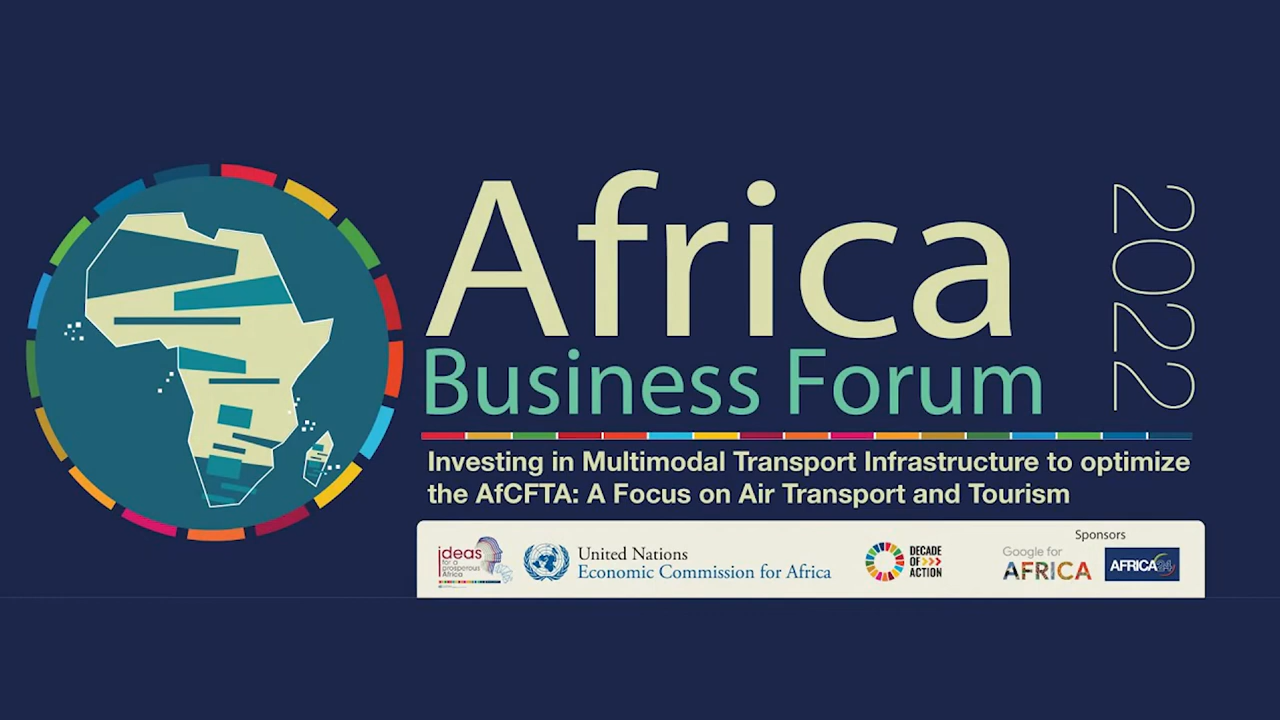 Africa
Business Forum
2022
Investing in Multimodal Transport Infrastructure to optimize
the AfCFTA: A Focus on Air Transport and Tourism
Sponsors
ideas
for a
prosperous
Africa
United Nations
Economic Commission for Africa
DECADE
OF >>>
ACTION
Google for
AFRICA
AFRICA24